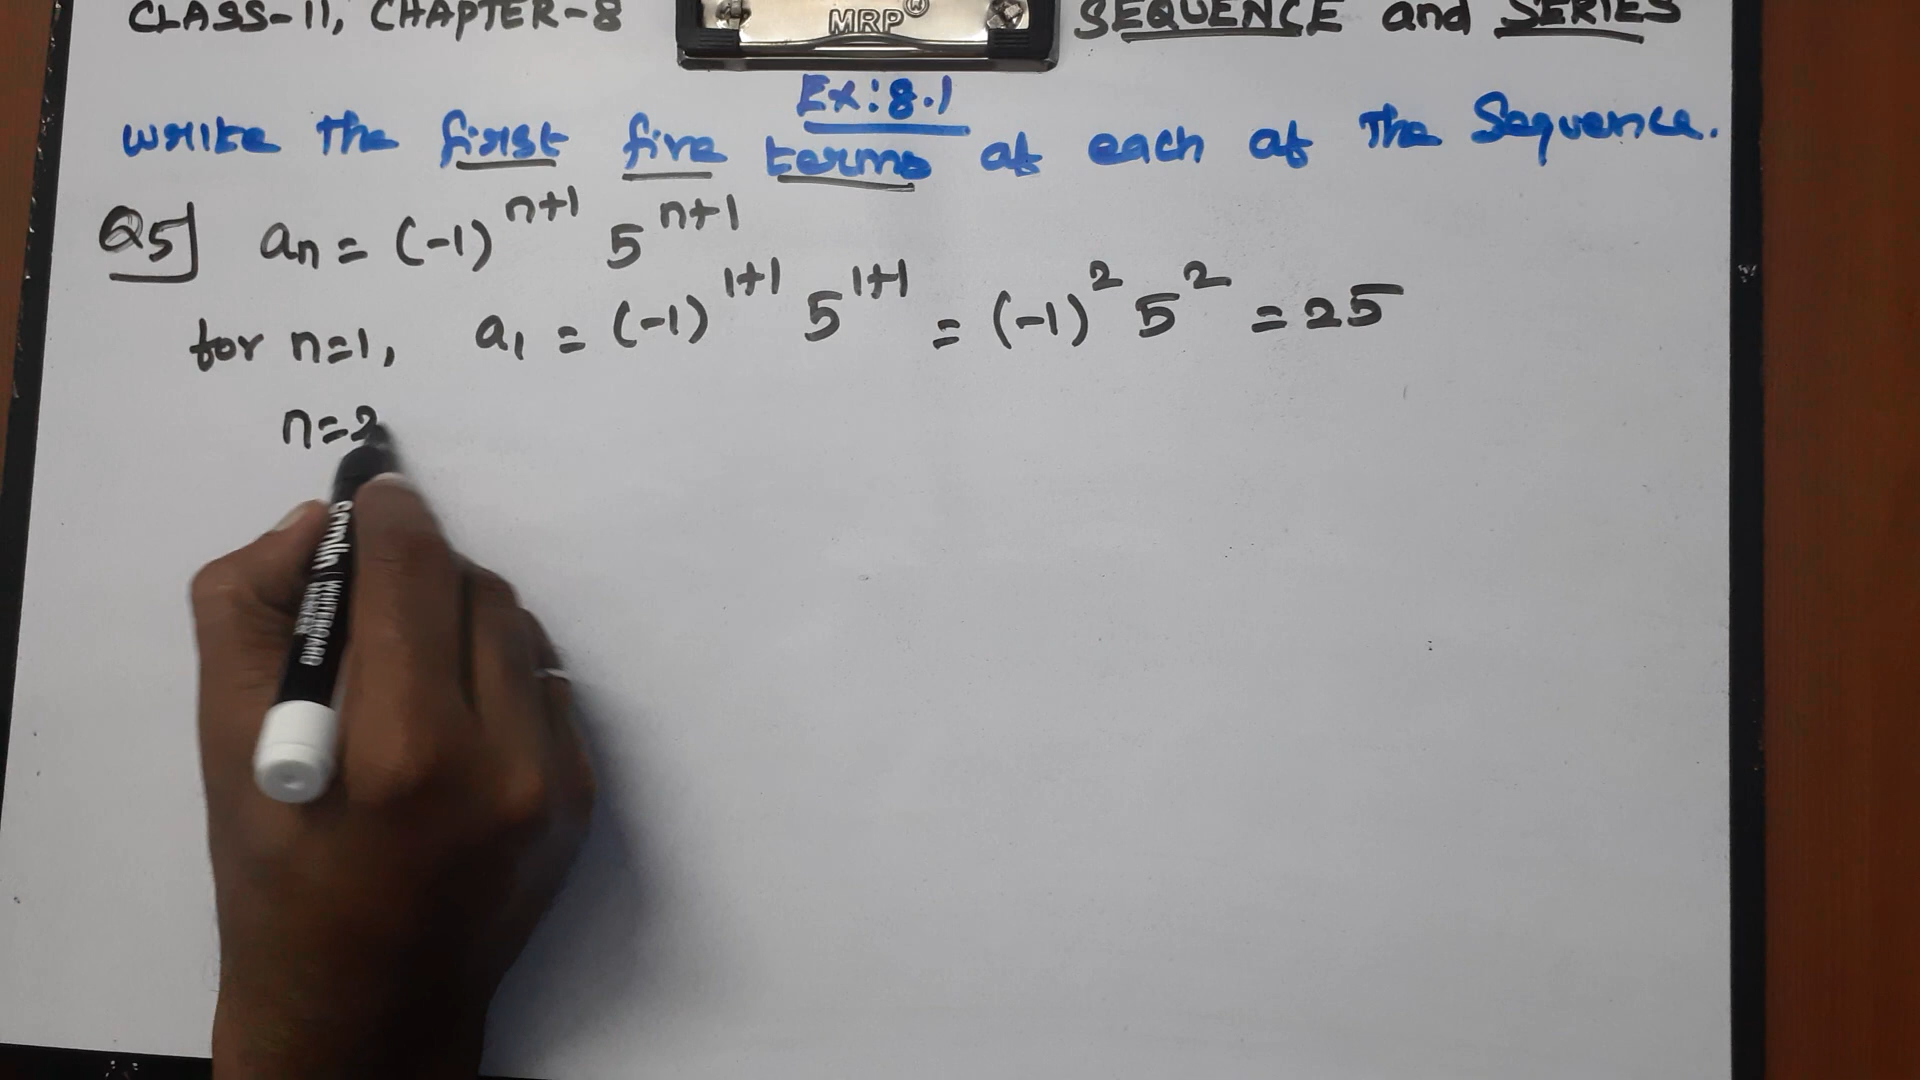 CLASS-11, CHAPTER-8 MRP SEQUENCE and SERIES
Ex:8.1
write the first five terms of each of the Sequence.
Q5] aₙ = (-1)ⁿ⁺¹ 5ⁿ⁺¹
for n=1, a₁ = (-1)¹⁺¹ 5¹⁺¹ = (-1)² 5² = 25
n=2
camlin WHITEBOARD